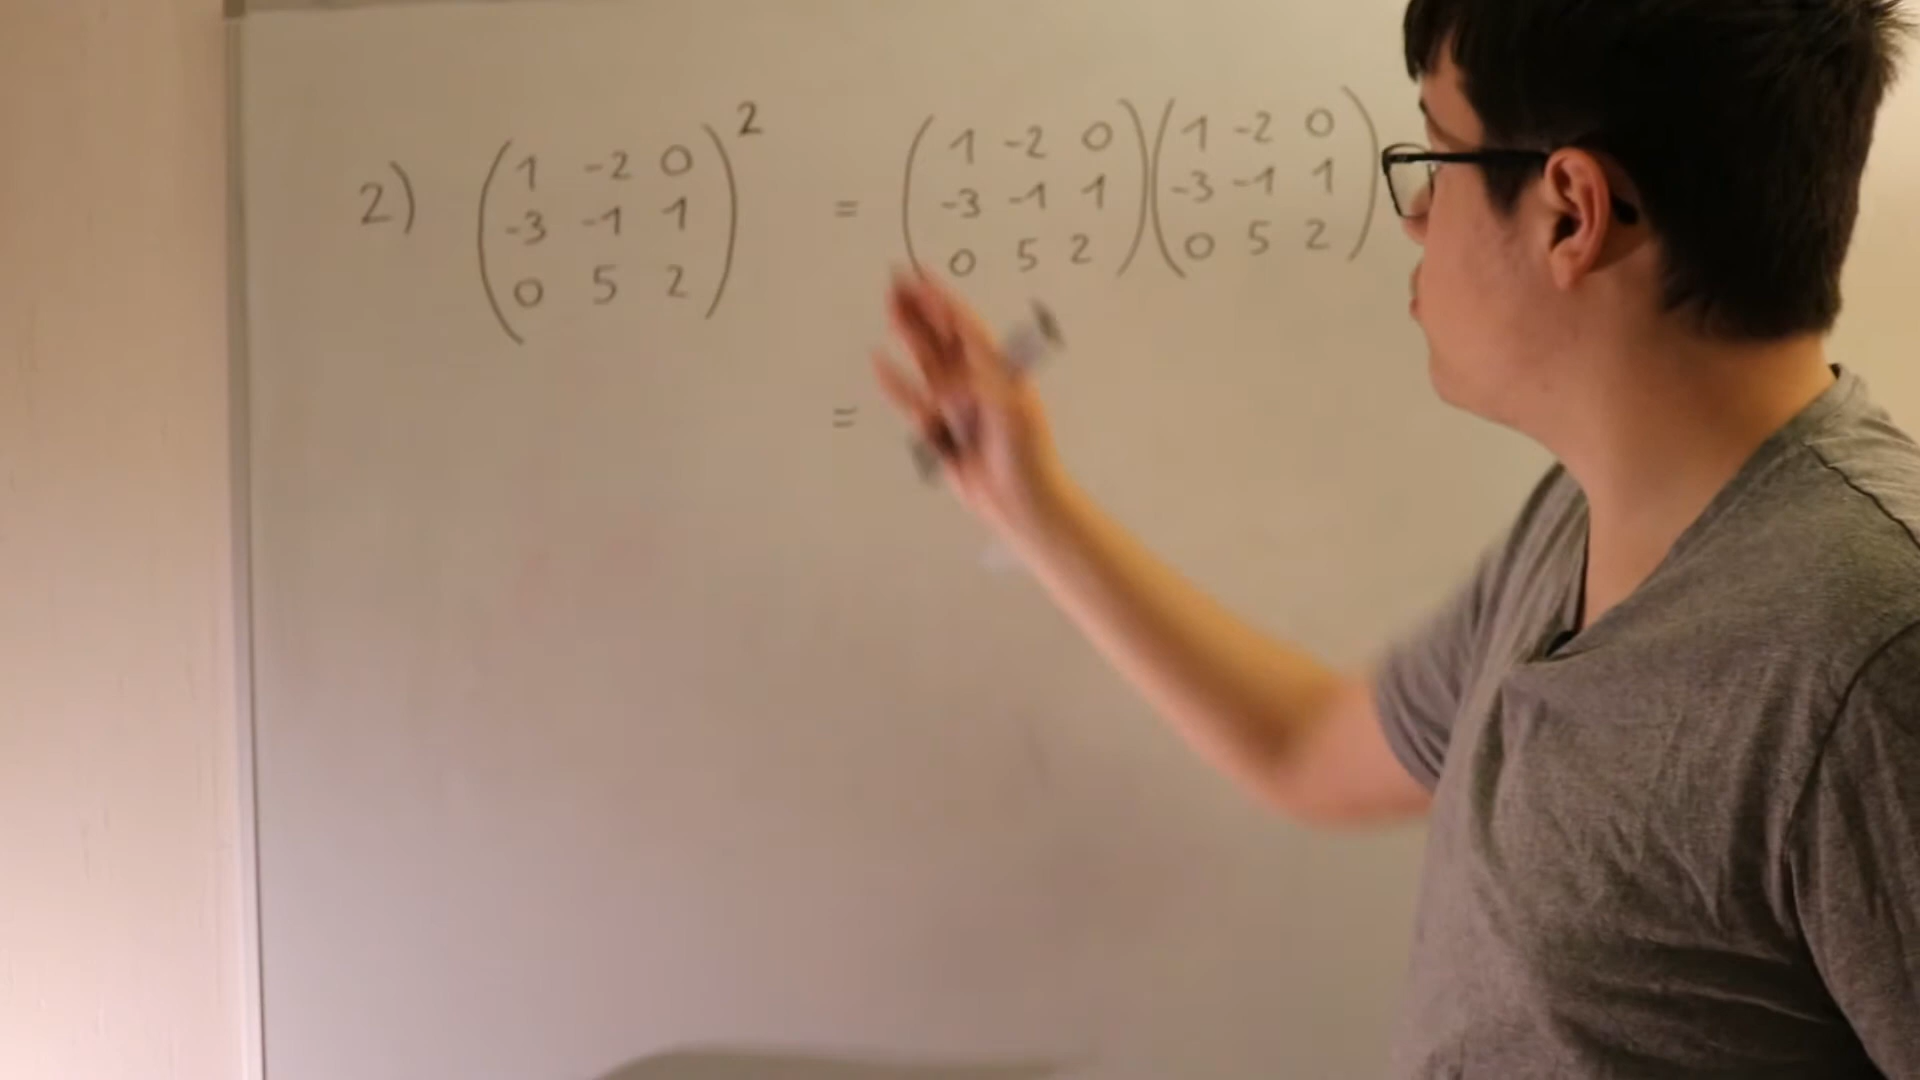 2) ( 1 -2 0 )² = ( 1 -2 0 )( 1 -2 0 )
-3 -1 1 -3 -1 1 -3 -1 1
0 5 2 0 5 2 0 5 2
=